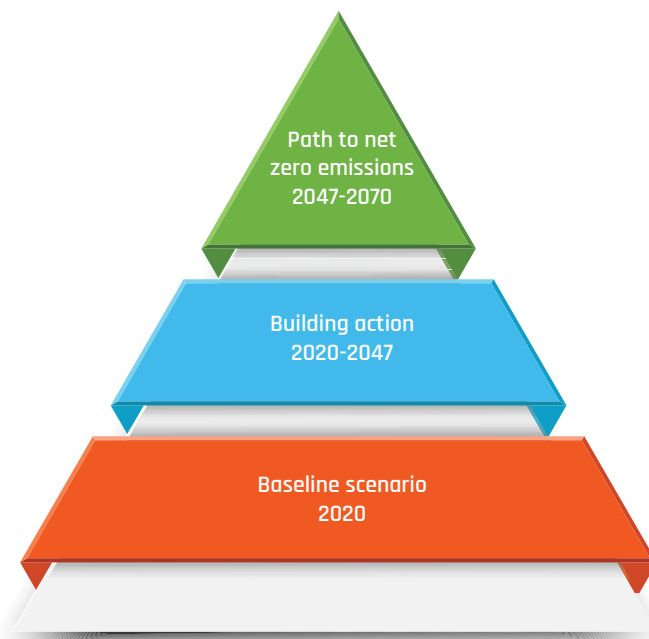 Path to net
zero emissions
2047-2070
Building action
2020-2047
Baseline scenario
2020